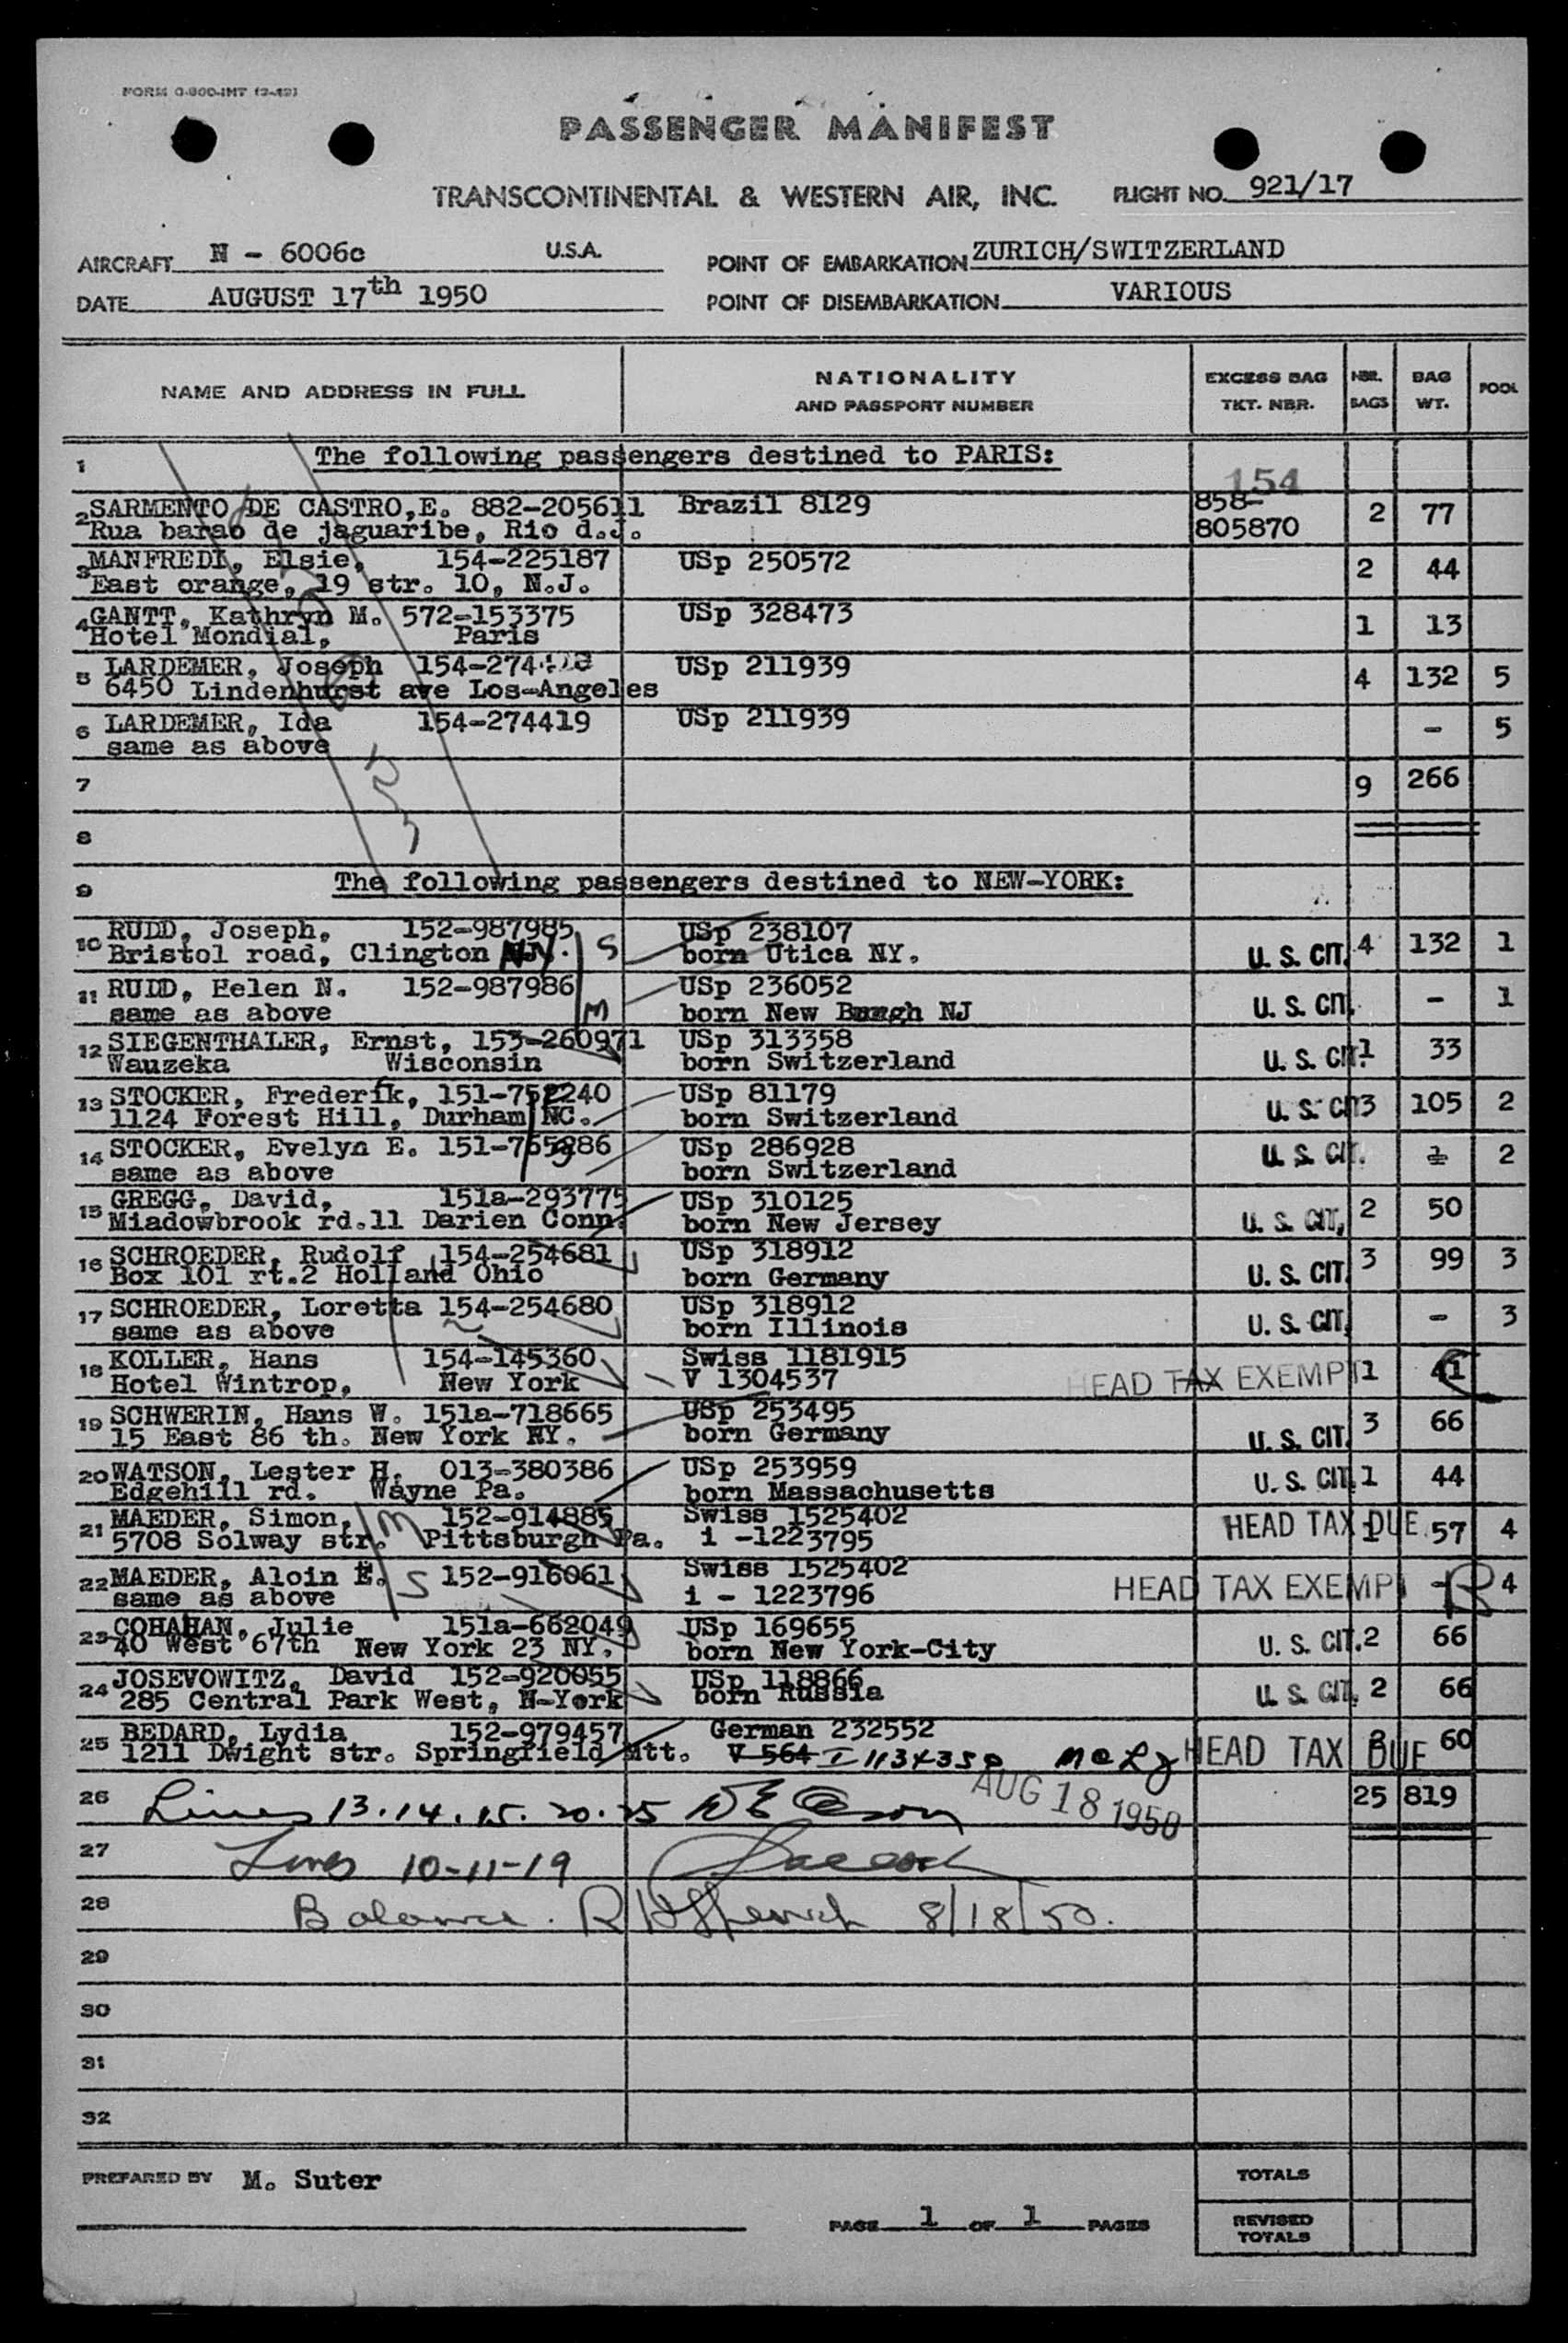 FORM O-800-INT (2-49)
PASSENGER MANIFEST
TRANSCONTINENTAL & WESTERN AIR, INC. FLIGHT NO. 921/17
AIRCRAFT N - 6006c U.S.A. POINT OF EMBARKATION ZURICH/SWITZERLAND
DATE AUGUST 17th 1950 POINT OF DISEMBARKATION VARIOUS
NAME AND ADDRESS IN FULL NATIONALITY AND PASSPORT NUMBER EXCESS BAG TKT. NBR. NBR. BAGS BAG WT. POOL
1 The following passengers destined to PARIS:
154
2 SARMENTO DE CASTRO,E. 882-205611 Brazil 8129 858- 2 77
Rua barao de jaguaribe, Rio d.J. 805870
3 MANFREDI, Elsie, 154-225187 USp 250572 2 44
East orange, 19 str. 10, N.J.
4 GANTT, Kathryn M. 572-153375 USp 328473 1 13
Hotel Mondial, Paris
5 LARDEMER, Joseph USp 211939 4 132 5
6450 Lindenhurst ave Los-Angeles
6 LARDEMER, Ida 154-274419 USp 211939 - 5
same as above
7 9 266
8
9 The following passengers destined to NEW-YORK:
10 RUDD, Joseph, 152-987985 USp 238107 U. S. CIT. 4 132 1
Bristol road, Clington S born Utica NY.
11 RUDD, Helen N. 152-987986 USp 236052 U. S. CIT. - 1
same as above M born New NJ
12 SIEGENTHALER, Ernst, 153-260971 USp 313358 U. S. CIT. 1 33
Wauzeka Wisconsin born Switzerland
13 STOCKER, Frederik, 151-752240 USp 81179 U. S. CIT. 3 105 2
1124 Forest Hill, Durham NC. born Switzerland
14 STOCKER, Evelyn E. USp 286928 U. S. CIT. 2
same as above born Switzerland
15 GREGG, David, 151a-293775 USp 310125 U. S. CIT. 2 50
Miadowbrook rd.11 Darien Conn. born New Jersey
16 SCHROEDER, Rudolf 154-254681 USp 318912 U. S. CIT. 3 99 3
Box 101 rt.2 Holland Ohio born Germany
17 SCHROEDER, Loretta 154-254680 USp 318912 U. S. CIT. - 3
same as above born Illinois
18 KOLLER, Hans 154-145360 Swiss 1181915 HEAD TAX EXEMPT 1 41
Hotel Wintrop, New York V 1304537
19 SCHWERIN, Hans W. 151a-718665 USp 253495 U. S. CIT. 3 66
15 East 86 th. New York NY. born Germany
20 WATSON, Lester H. 013-380386 USp 253959 U. S. CIT. 1 44
Edgehill rd. Wayne Pa. born Massachusetts
21 MAEDER, Simon, 152-914885 Swiss 1525402 HEAD TAX DUE 57 4
5708 Solway str. M Pittsburgh Pa. i -1223795
22 MAEDER, Aloin E. S 152-916061 Swiss 1525402 HEAD TAX EXEMPT - R 4
same as above i - 1223796
23 COHAHAN, Julie 151a-662049 USp 169655 U. S. CIT. 2 66
40 West 67th New York 23 NY. born New York-City
24 JOSEVOWITZ, David 152-920055 USp 118866 U. S. CIT. 2 66
285 Central Park West, N-York born Russia
25 BEDARD, Lydia 152-979457 German 232552 HEAD TAX DUE 60
1211 Dwight str. Springfield Mtt. V 564
AUG 18 1950
26 Lines 13.14.15.20.25 25 819
27 Lines 10-11-19
28 Balance. 8/18/50.
29
30
31
32
PREPARED BY M. Suter TOTALS
PAGE 1 OF 1 PAGES REVISED TOTALS